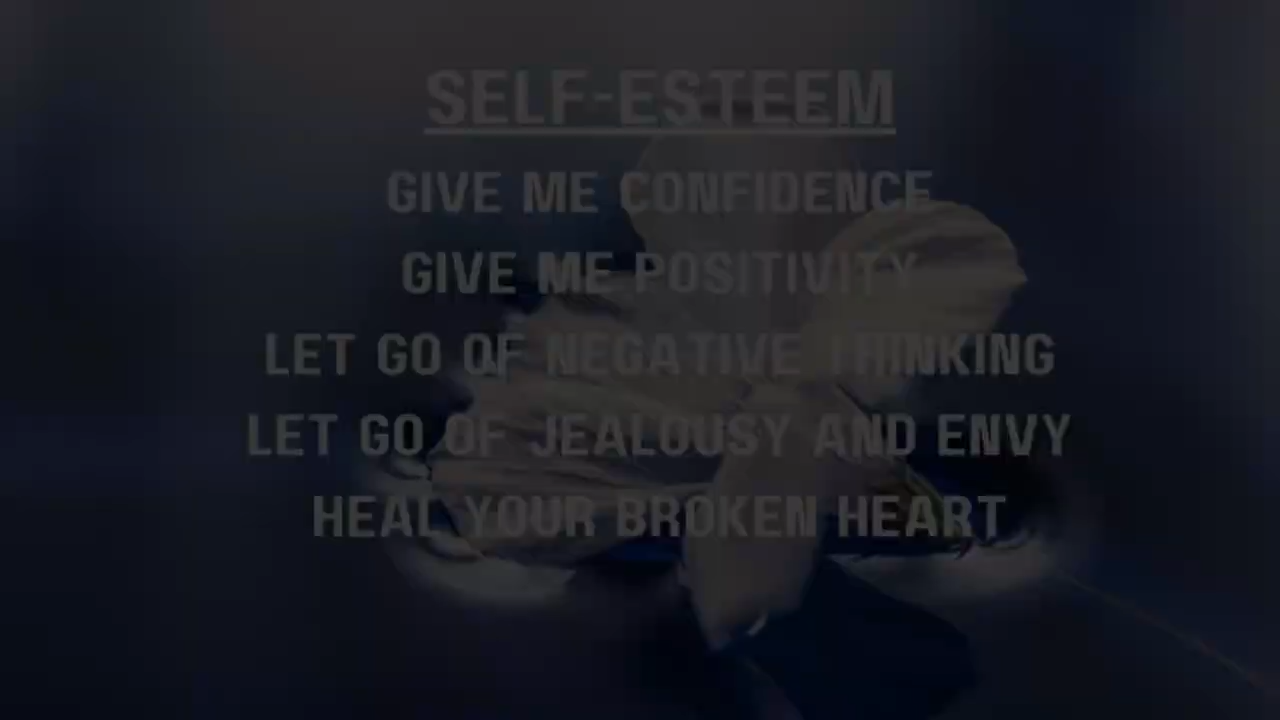 SELF-ESTEEM
GIVE ME CONFIDENCE
GIVE ME POSITIVITY
LET GO OF NEGATIVE THINKING
LET GO OF JEALOUSY AND ENVY
HEAL YOUR BROKEN HEART